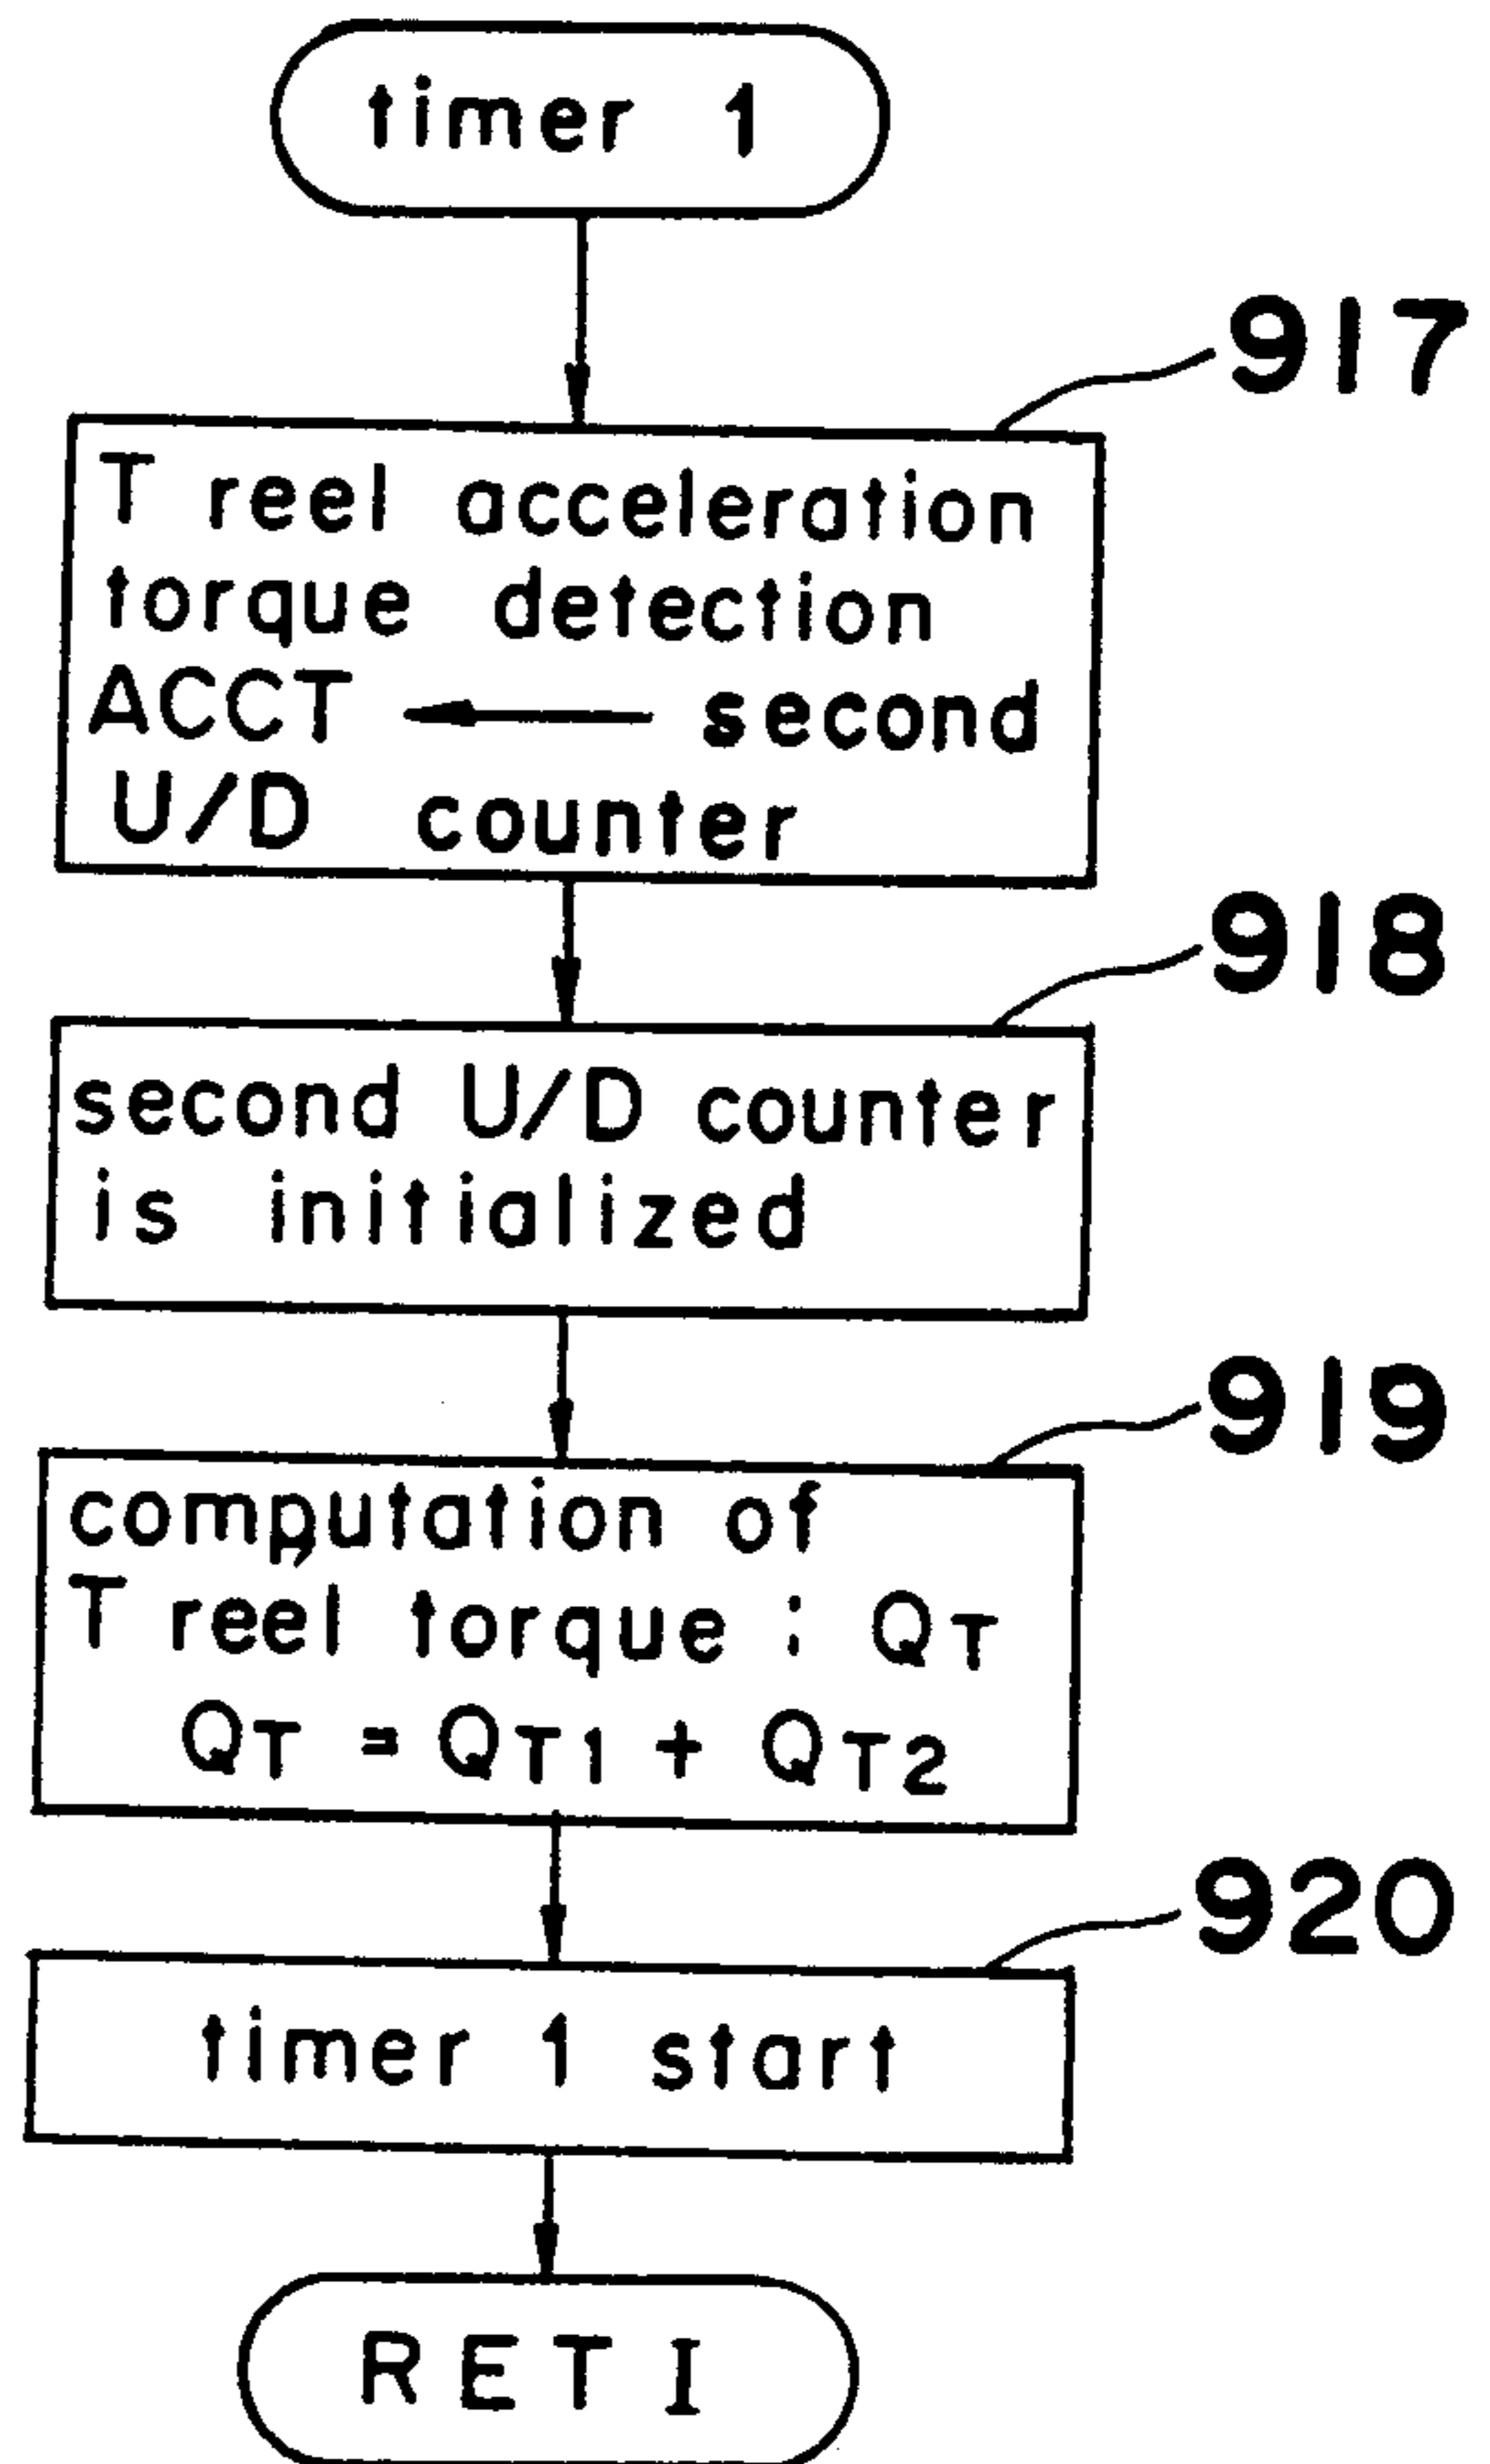 timer 1
917
T reel acceleration
torque detection
ACCT ← second
U/D counter
918
second U/D counter
is initialized
919
computation of
T reel torque : QT
QT = QT1 + QT2
920
timer 1 start
RETI